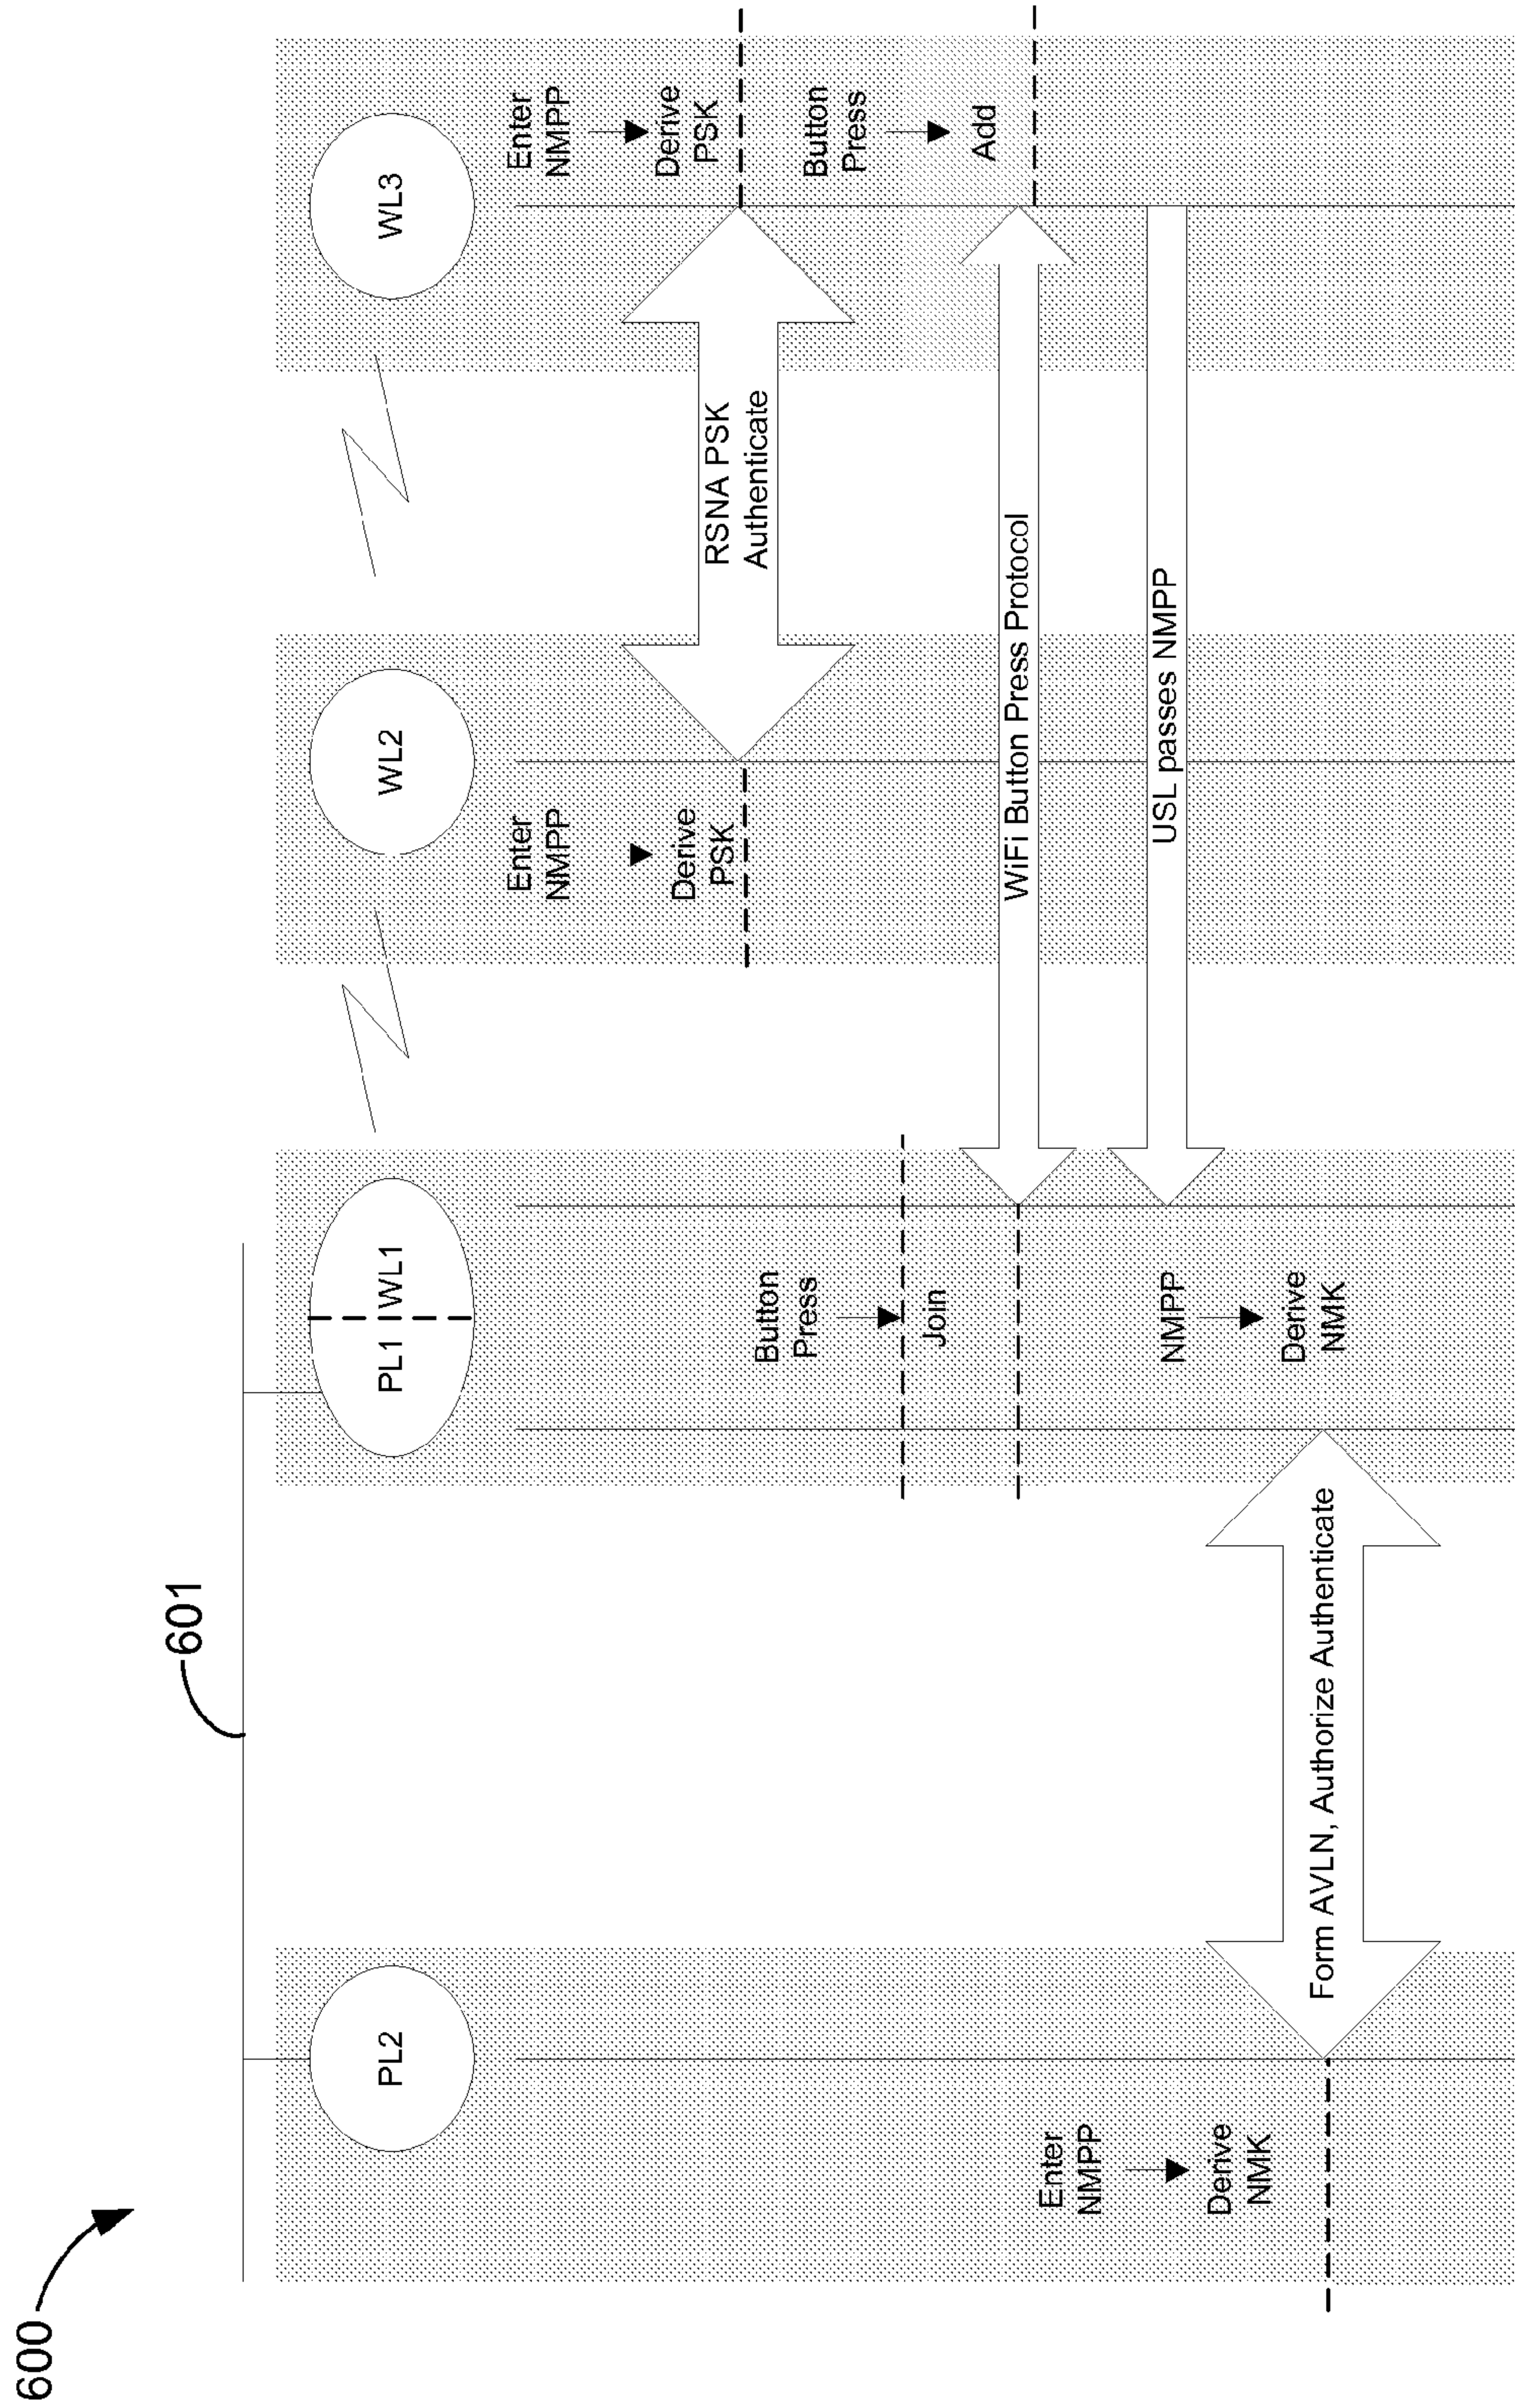 600
601
PL2
PL1
WL1
WL2
WL3
Enter
NMPP
Derive
PSK
Enter
NMPP
Derive
PSK
RSNA PSK
Authenticate
Button
Press
Join
Button
Press
Add
WiFi Button Press Protocol
USL passes NMPP
Enter
NMPP
Derive
NMK
NMPP
Derive
NMK
Form AVLN, Authorize Authenticate